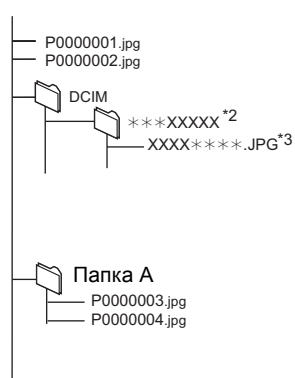 P0000001.jpg
P0000002.jpg
DCIM
✳✳✳XXXXX*2
XXXX✳✳✳✳.JPG*3
Папка A
P0000003.jpg
P0000004.jpg